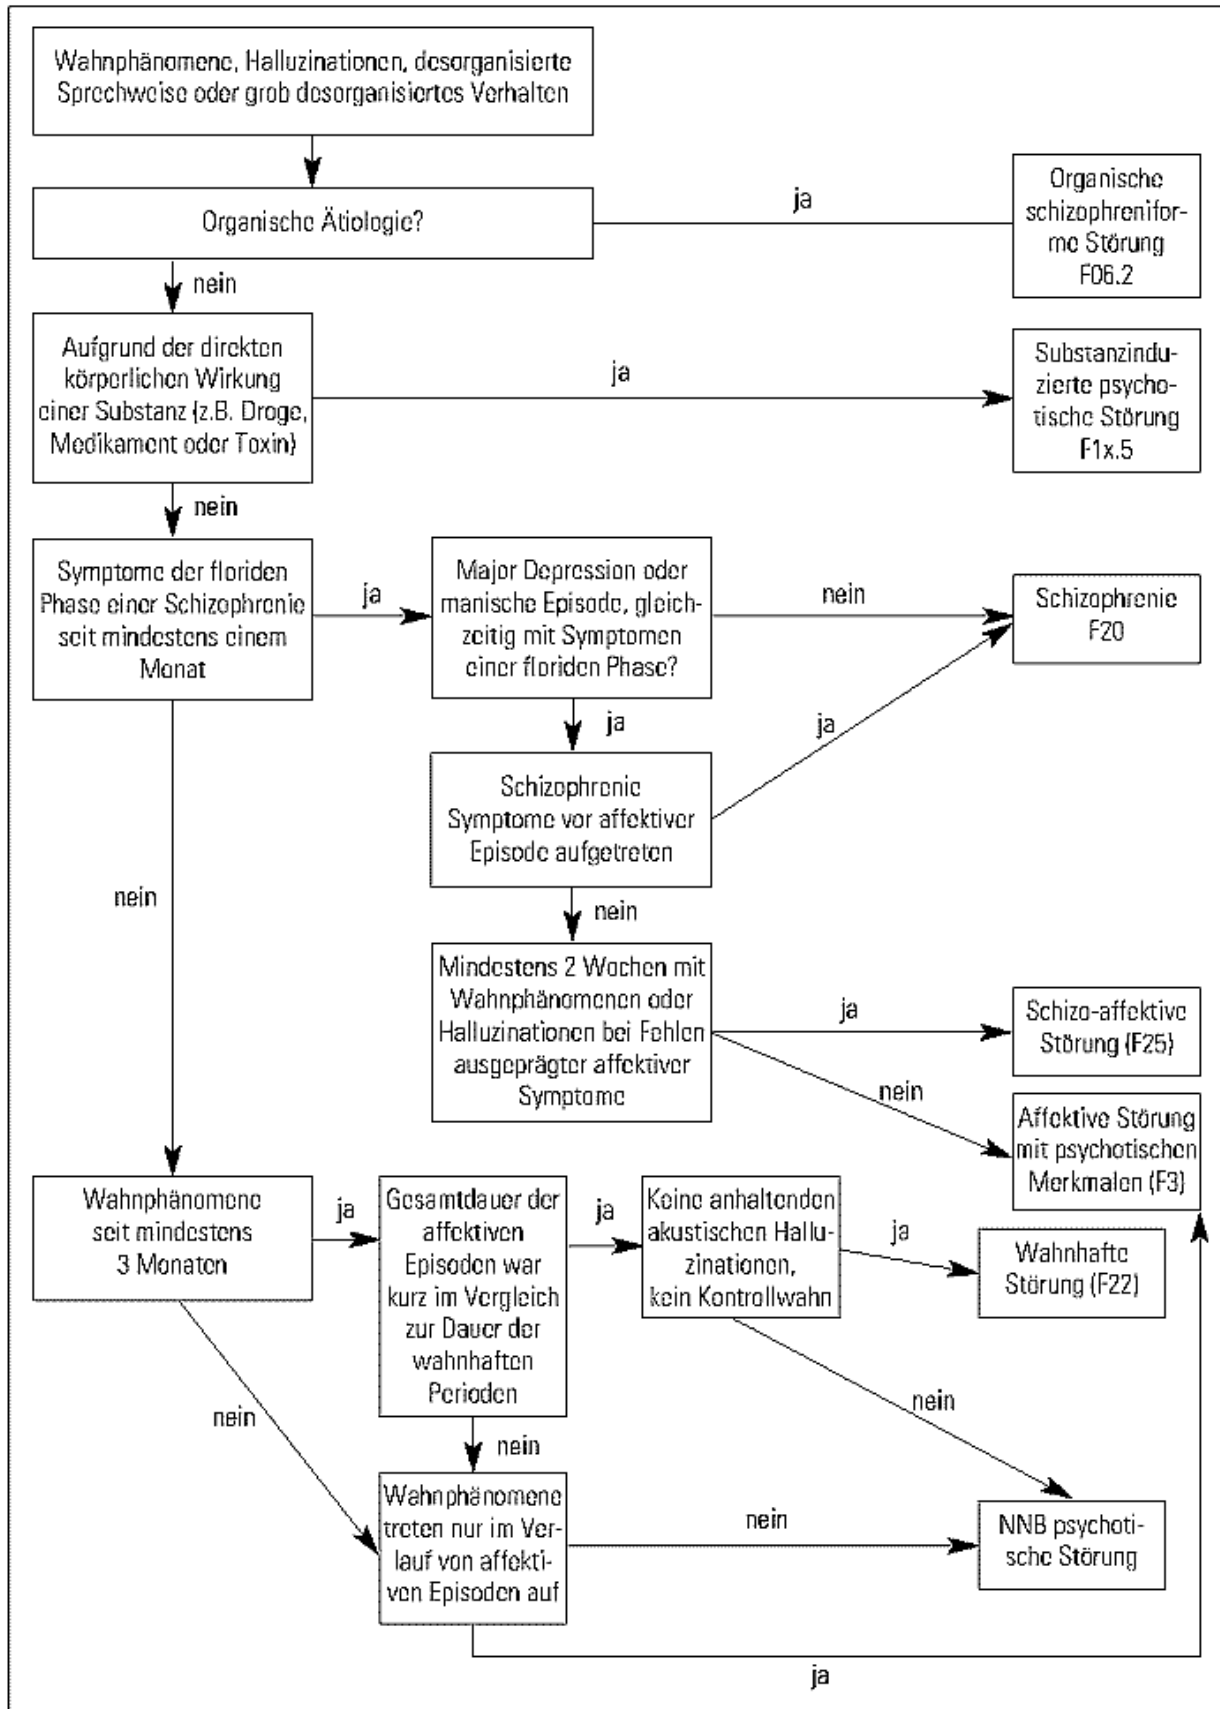 Wahnphänomene, Halluzinationen, desorganisierte
Sprechweise oder grob desorganisiertes Verhalten
Organische Ätiologie?
ja
Organische
schizophrenifor-
me Störung
F06.2
nein
Aufgrund der direkten
körperlichen Wirkung
einer Substanz (z.B. Droge,
Medikament oder Toxin)
ja
Substanzindu-
zierte psycho-
tische Störung
F1x.5
nein
Symptome der floriden
Phase einer Schizophrenie
seit mindestens einem
Monat
ja
Major Depression oder
manische Episode, gleich-
zeitig mit Symptomen
einer floriden Phase?
nein
Schizophrenie
F20
ja
ja
Schizophrenie
Symptome vor affektiver
Episode aufgetreten
nein
nein
Mindestens 2 Wochen mit
Wahnphänomenen oder
Halluzinationen bei Fehlen
ausgeprägter affektiver
Symptome
ja
Schizo-affektive
Störung (F25)
nein
Affektive Störung
mit psychotischen
Merkmalen (F3)
Wahnphänomene
seit mindestens
3 Monaten
ja
Gesamtdauer der
affektiven
Episoden war
kurz im Vergleich
zur Dauer der
wahnhaften
Perioden
ja
Keine anhaltenden
akustischen Hallu-
zinationen,
kein Kontrollwahn
ja
Wahnhafte
Störung (F22)
nein
nein
nein
Wahnphänomene
treten nur im Ver-
lauf von affekti-
ven Episoden auf
nein
NNB psychoti-
sche Störung
ja